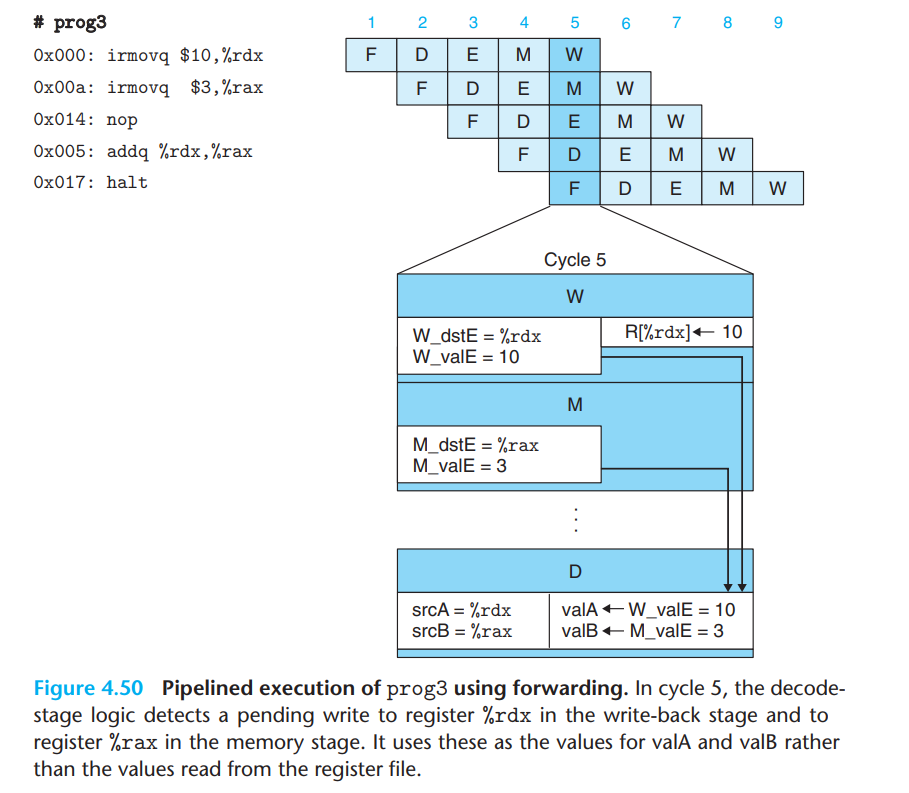 # prog3
1 2 3 4 5 6 7 8 9
0x000: irmovq $10,%rdx F D E M W
0x00a: irmovq $3,%rax F D E M W
0x014: nop F D E M W
0x005: addq %rdx,%rax F D E M W
0x017: halt F D E M W
Cycle 5
W
W_dstE = %rdx R[%rdx]← 10
W_valE = 10
M
M_dstE = %rax
M_valE = 3
D
srcA = %rdx valA ← W_valE = 10
srcB = %rax valB ← M_valE = 3
Figure 4.50 Pipelined execution of prog3 using forwarding. In cycle 5, the decode-
stage logic detects a pending write to register %rdx in the write-back stage and to
register %rax in the memory stage. It uses these as the values for valA and valB rather
than the values read from the register file.